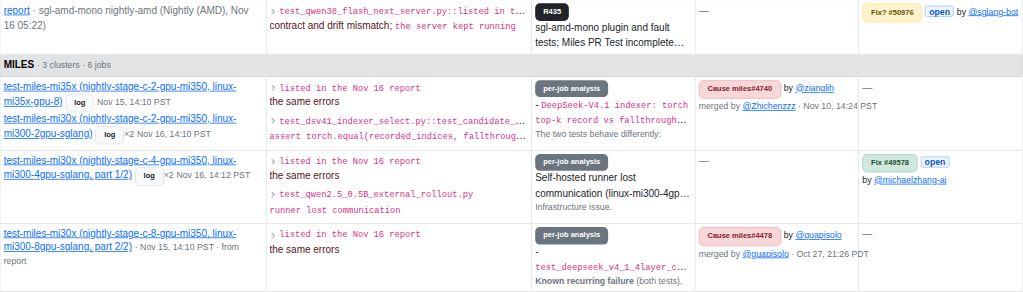 report · sgl-amd-mono nightly-amd (Nightly (AMD), Nov
16 05:22)
> test_qwen38_flash_next_server.py::listed in t…
contract and drift mismatch; the server kept running
R435
sgl-amd-mono plugin and fault
tests; Miles PR Test incomplete…
—
Fix? #50976 open by @sglang-bot
MILES · 3 clusters · 6 jobs
test-miles-mi35x (nightly-stage-c-2-gpu-mi350, linux-
mi35x-gpu-8) log Nov 15, 14:10 PST
test-miles-mi30x (nightly-stage-c-2-gpu-mi350, linux-
mi300-2gpu-sglang) log ×2 Nov 16, 14:10 PST
> listed in the Nov 16 report
the same errors
> test_dsv41_indexer_select.py::test_candidate_…
assert torch.equal(recorded_indices, fallthroug…
per-job analysis
- DeepSeek-V4.1 indexer: torch
top-k record vs fallthrough…
The two tests behave differently:
Cause miles#4740 by @zianglih
merged by @Zhichenzzz · Nov 10, 14:24 PDT
—
test-miles-mi30x (nightly-stage-c-4-gpu-mi350, linux-
mi300-4gpu-sglang, part 1/2) log ×2 Nov 16, 14:12 PST
> listed in the Nov 16 report
the same errors
> test_qwen2.5_0.5B_external_rollout.py
runner lost communication
per-job analysis
Self-hosted runner lost
communication (linux-mi300-4gp…
Infrastructure issue.
—
Fix #49578 open
by @michaelzhang-ai
test-miles-mi30x (nightly-stage-c-8-gpu-mi350, linux-
mi300-8gpu-sglang, part 2/2) · Nov 15, 14:10 PST · from
report
> listed in the Nov 16 report
the same errors
per-job analysis
-
test_deepseek_v4_1_4layer_c…
Known recurring failure (both tests).
Cause miles#4478 by @guapisolo
merged by @guapisolo · Oct 27, 21:26 PDT
—